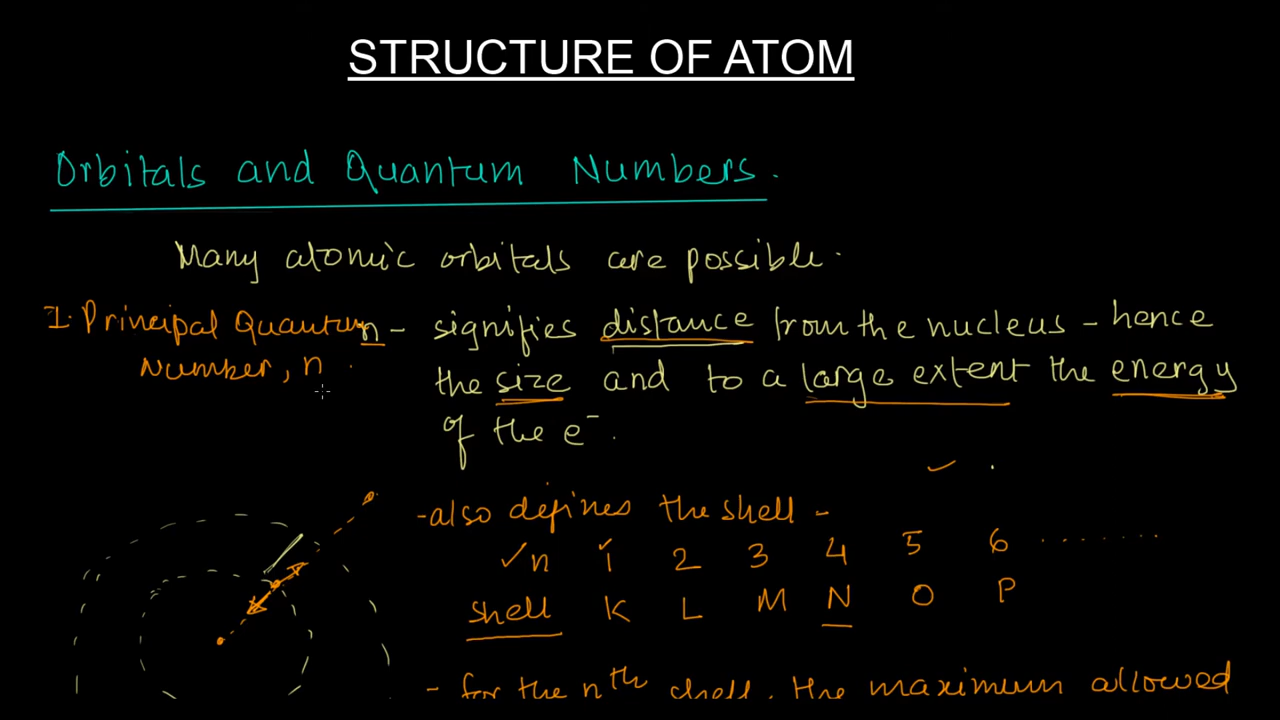 STRUCTURE OF ATOM
Orbitals and Quantum Numbers.
Many atomic orbitals are possible.
1. Principal Quantum
Number, n.
n - signifies distance from the nucleus - hence
the size and to a large extent the energy
of the e⁻.
- also defines the shell -
✓ n 1 2 3 4 5 6 ........
shell K L M N O P
- for the nth shell. the maximum allowed